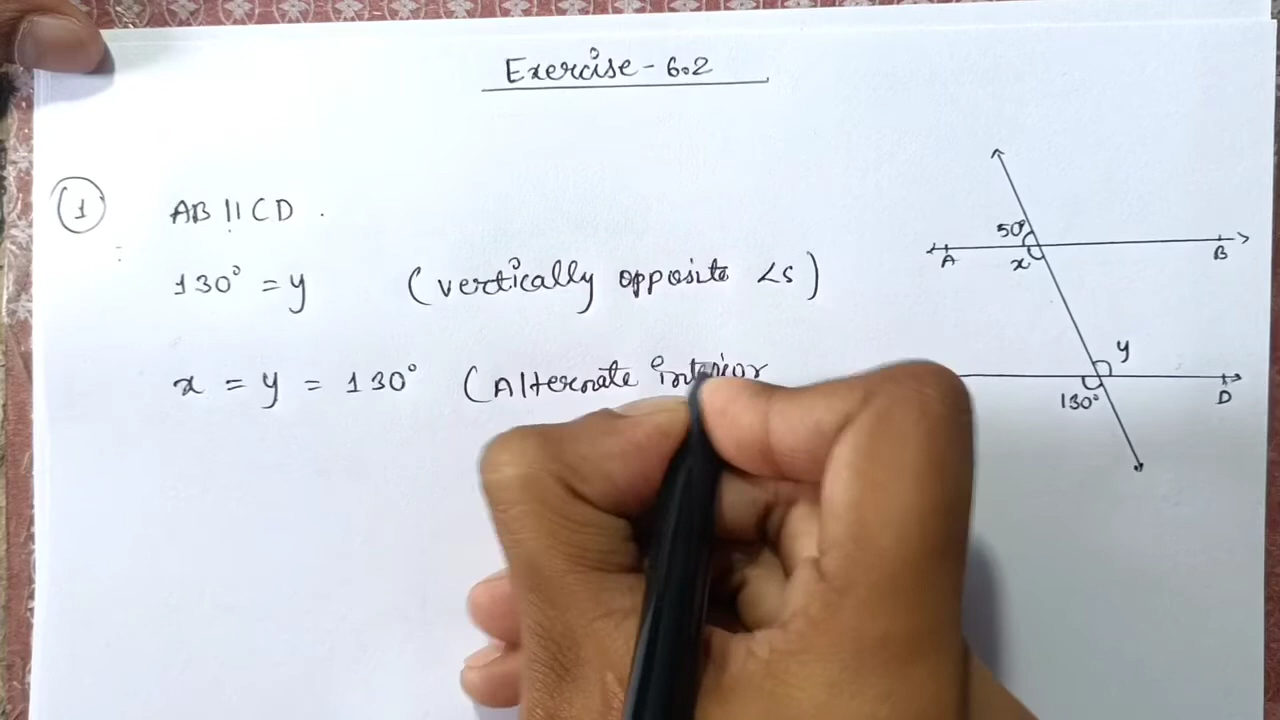 Exercise - 6.2
1 AB || CD .
130° = y (vertically opposite ∠s)
x = y = 130° (Alternate interior
50°
A
x
B
y
130°
D